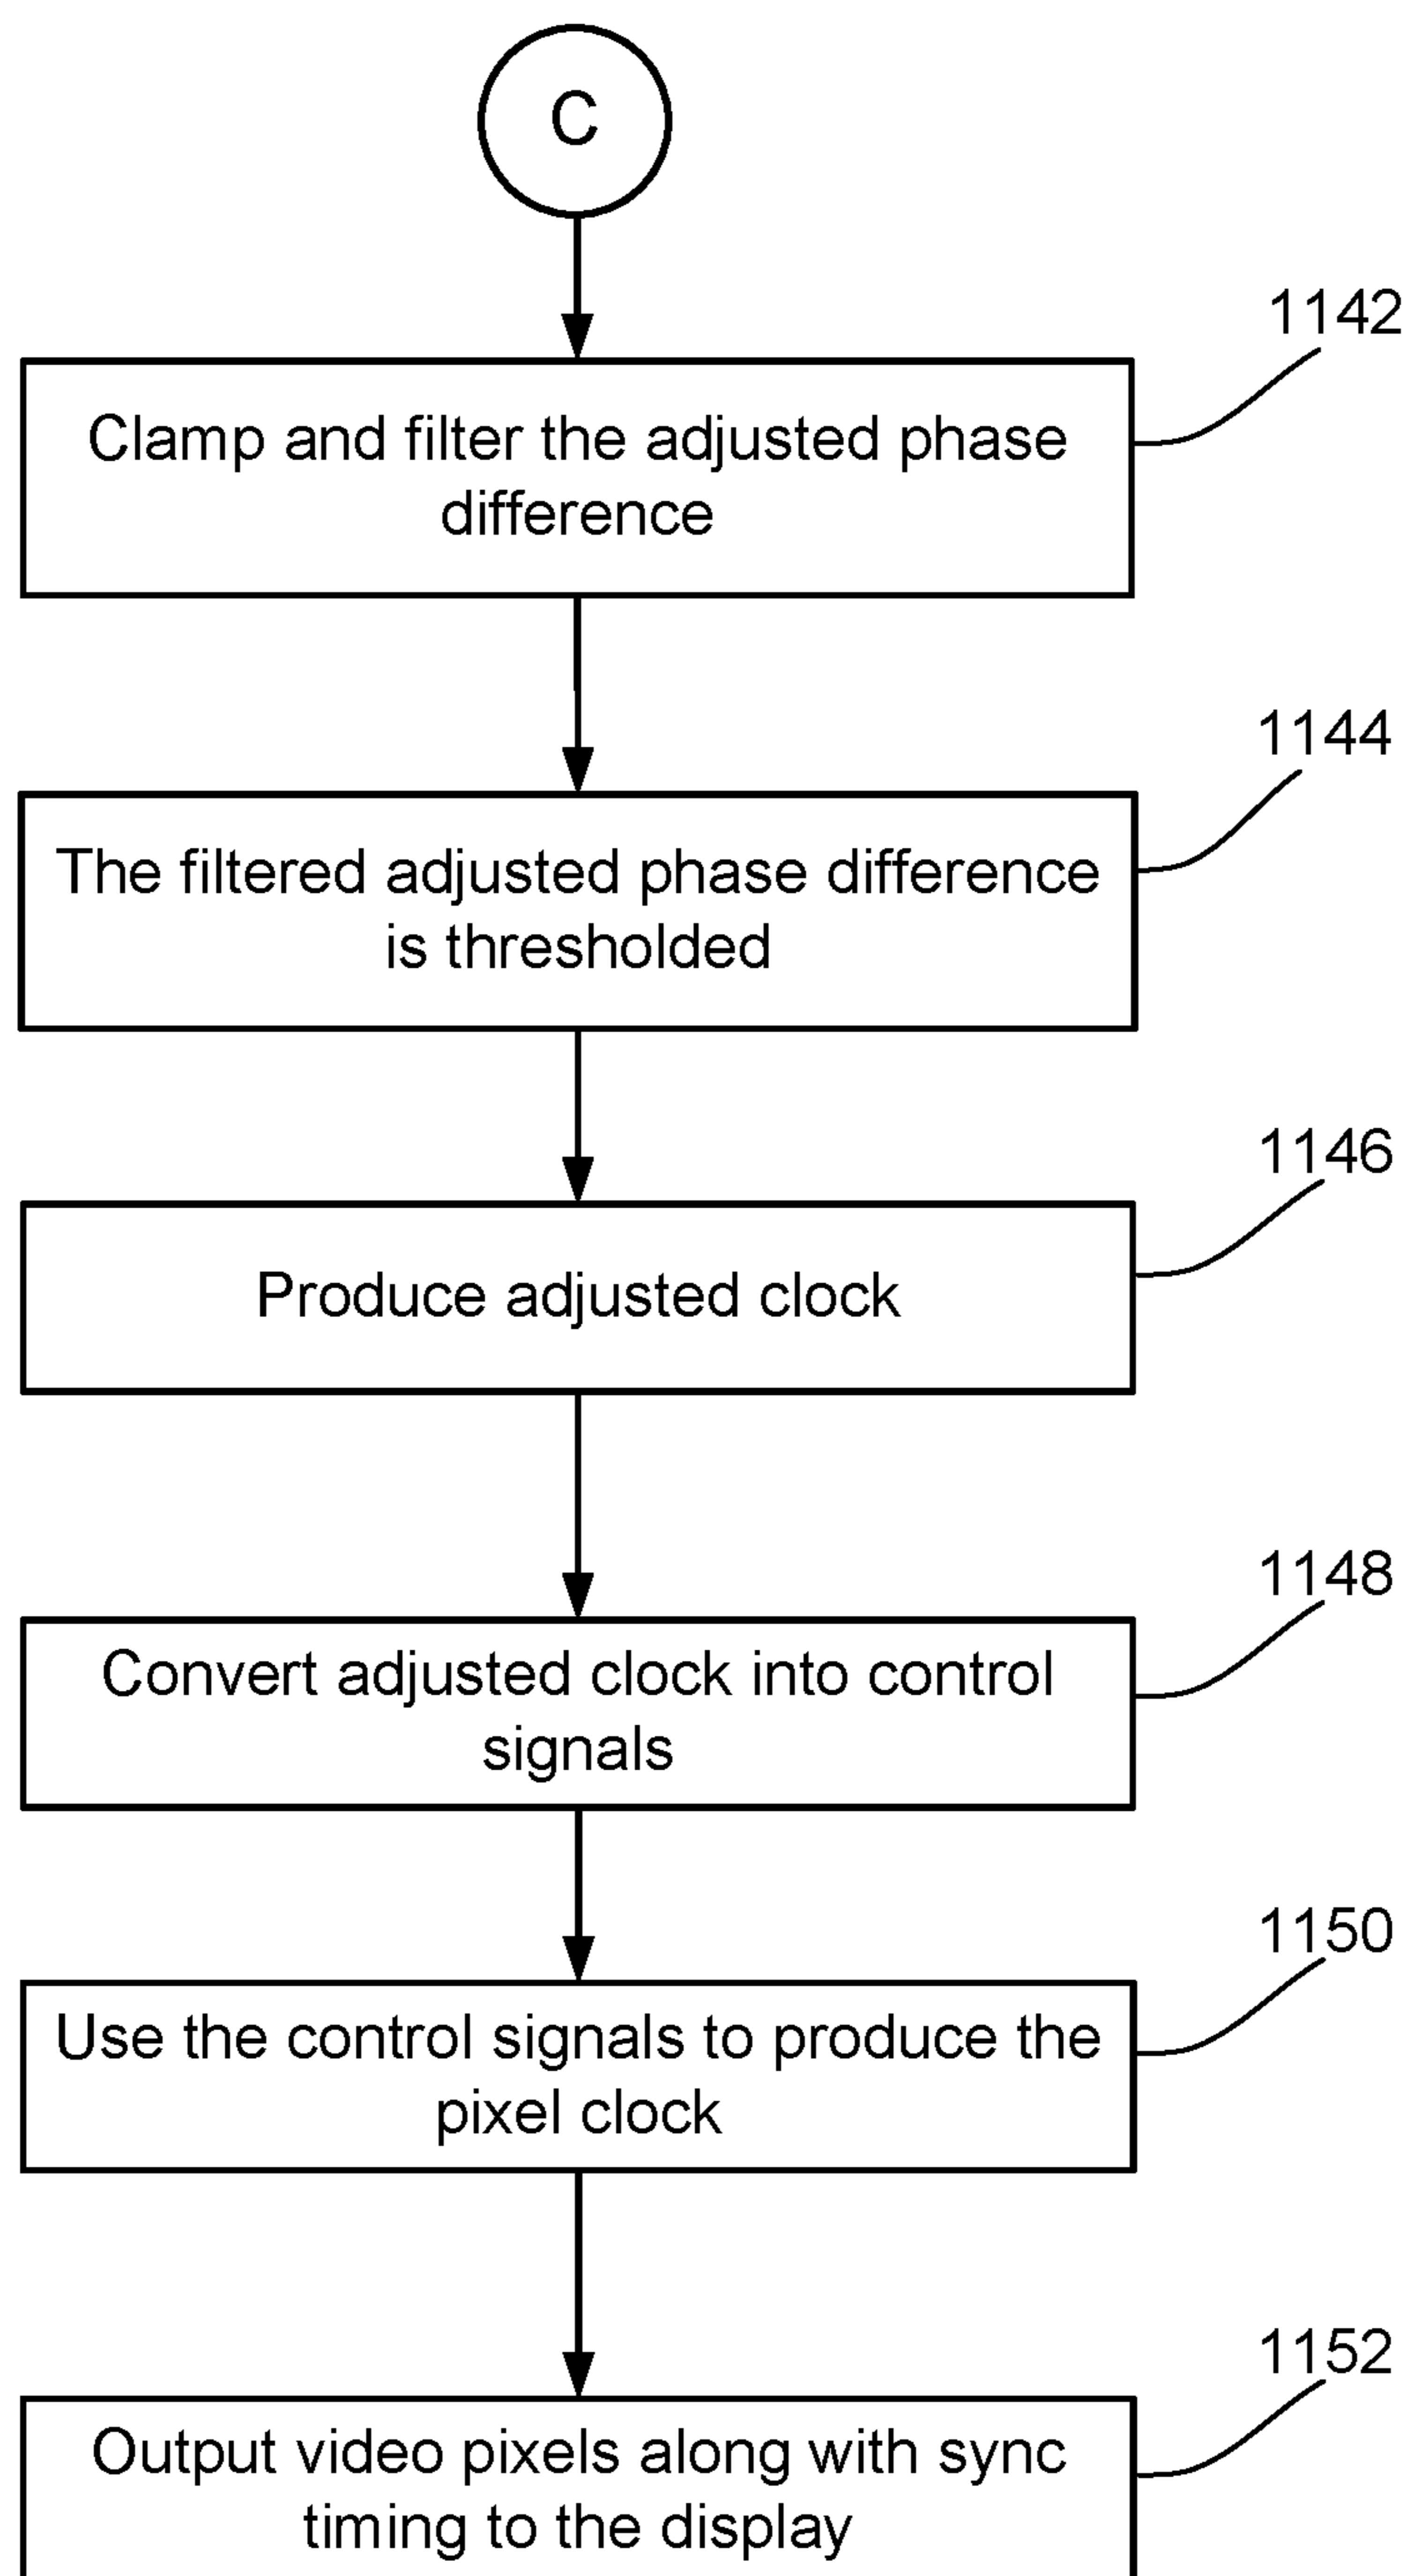 C
1142
Clamp and filter the adjusted phase
difference
1144
The filtered adjusted phase difference
is thresholded
1146
Produce adjusted clock
1148
Convert adjusted clock into control
signals
1150
Use the control signals to produce the
pixel clock
1152
Output video pixels along with sync
timing to the display